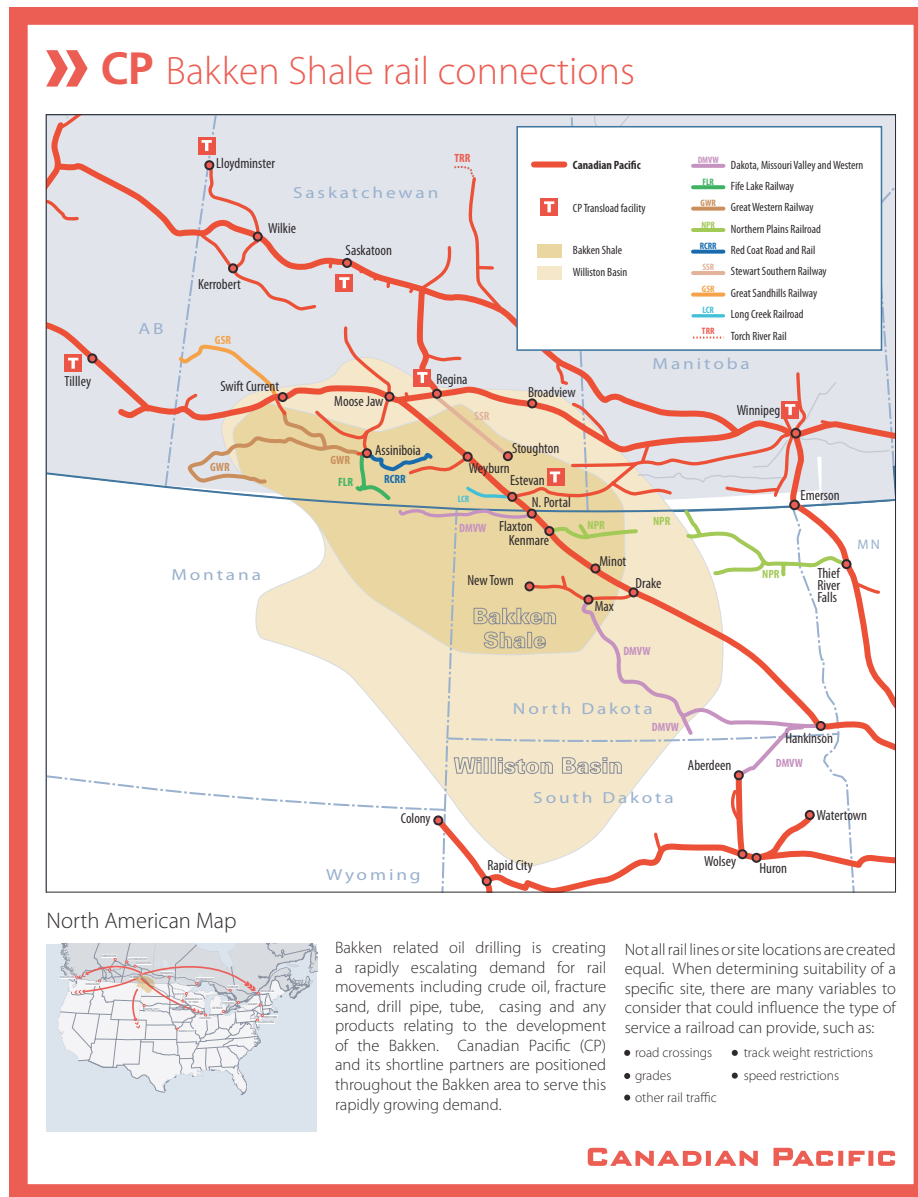 CP Bakken Shale rail connections
T
Lloydminster
TRR
Saskatchewan
Wilkie
Saskatoon
T
Kerrobert
AB
GSR
T
Tillley
Swift Current
Moose Jaw
T
Regina
Broadview
Manitoba
Winnipeg
T
SSR
Stoughton
Assiniboia
GWR
GWR
FLR
RCRR
Weyburn
Estevan
T
LCR
N. Portal
Emerson
DMVW
Flaxton
Kenmare
NPR
NPR
NPR
MN
Thief
River
Falls
Montana
Minot
New Town
Drake
Max
Bakken
Shale
DMVW
North Dakota
DMVW
Hankinson
DMVW
Williston Basin
Aberdeen
South Dakota
Colony
Watertown
Wolsey
Huron
Rapid City
Wyoming
Canadian Pacific
T
CP Transload facility
Bakken Shale
Williston Basin
DMVW
Dakota, Missouri Valley and Western
FLR
Fife Lake Railway
GWR
Great Western Railway
NPR
Northern Plains Railroad
RCRR
Red Coat Road and Rail
SSR
Stewart Southern Railway
GSR
Great Sandhills Railway
LCR
Long Creek Railroad
TRR
Torch River Rail
North American Map
Bakken related oil drilling is creating
a rapidly escalating demand for rail
movements including crude oil, fracture
sand, drill pipe, tube, casing and any
products relating to the development
of the Bakken. Canadian Pacific (CP)
and its shortline partners are positioned
throughout the Bakken area to serve this
rapidly growing demand.
Not all rail lines or site locations are created
equal. When determining suitability of a
specific site, there are many variables to
consider that could influence the type of
service a railroad can provide, such as:
• road crossings
• grades
• other rail traffic
• track weight restrictions
• speed restrictions
CANADIAN PACIFIC